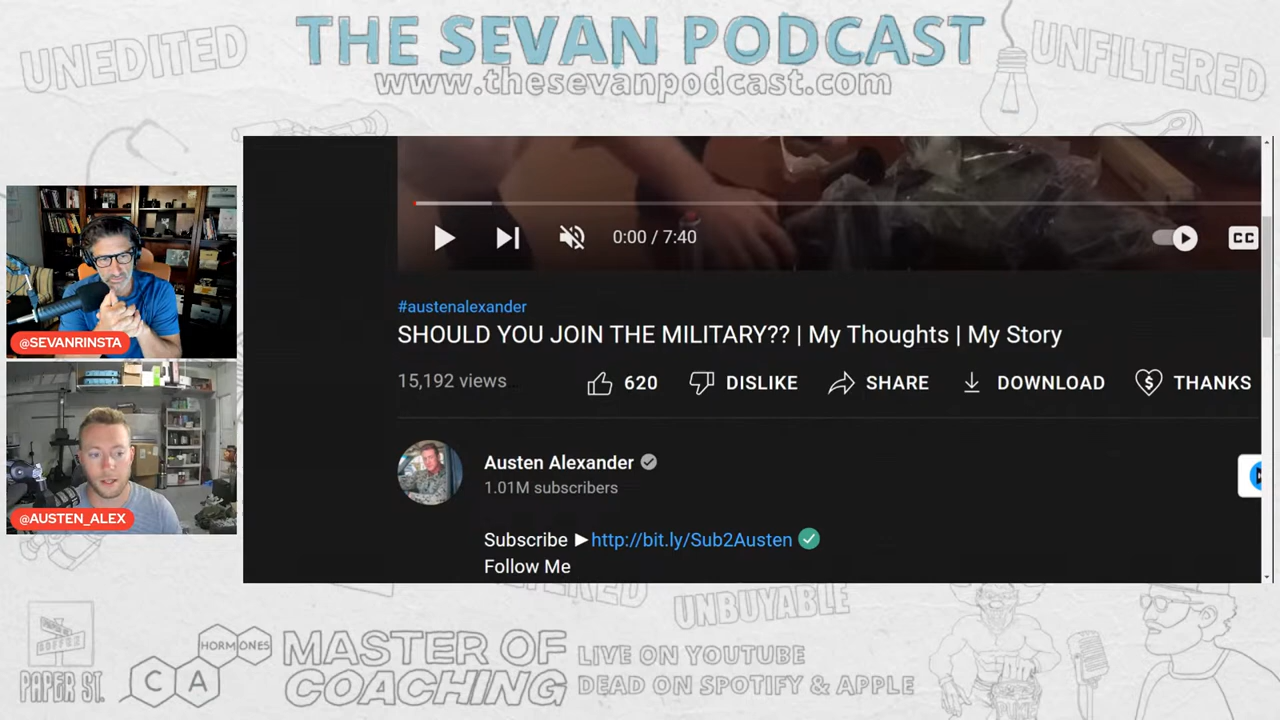 THE SEVAN PODCAST
www.thesevanpodcast.com
UNEDITED
UNFILTERED
0:00 / 7:40
CC
#austenalexander
SHOULD YOU JOIN THE MILITARY?? | My Thoughts | My Story
15,192 views
620
DISLIKE
SHARE
DOWNLOAD
THANKS
Austen Alexander
1.01M subscribers
Subscribe ►http://bit.ly/Sub2Austen
Follow Me
@SEVANRINSTA
@AUSTEN_ALEX
UNBUYABLE
PAPER ST.
COFFEE
HORMONES
C A
MASTER OF
COACHING
LIVE ON YOUTUBE
DEAD ON SPOTIFY & APPLE